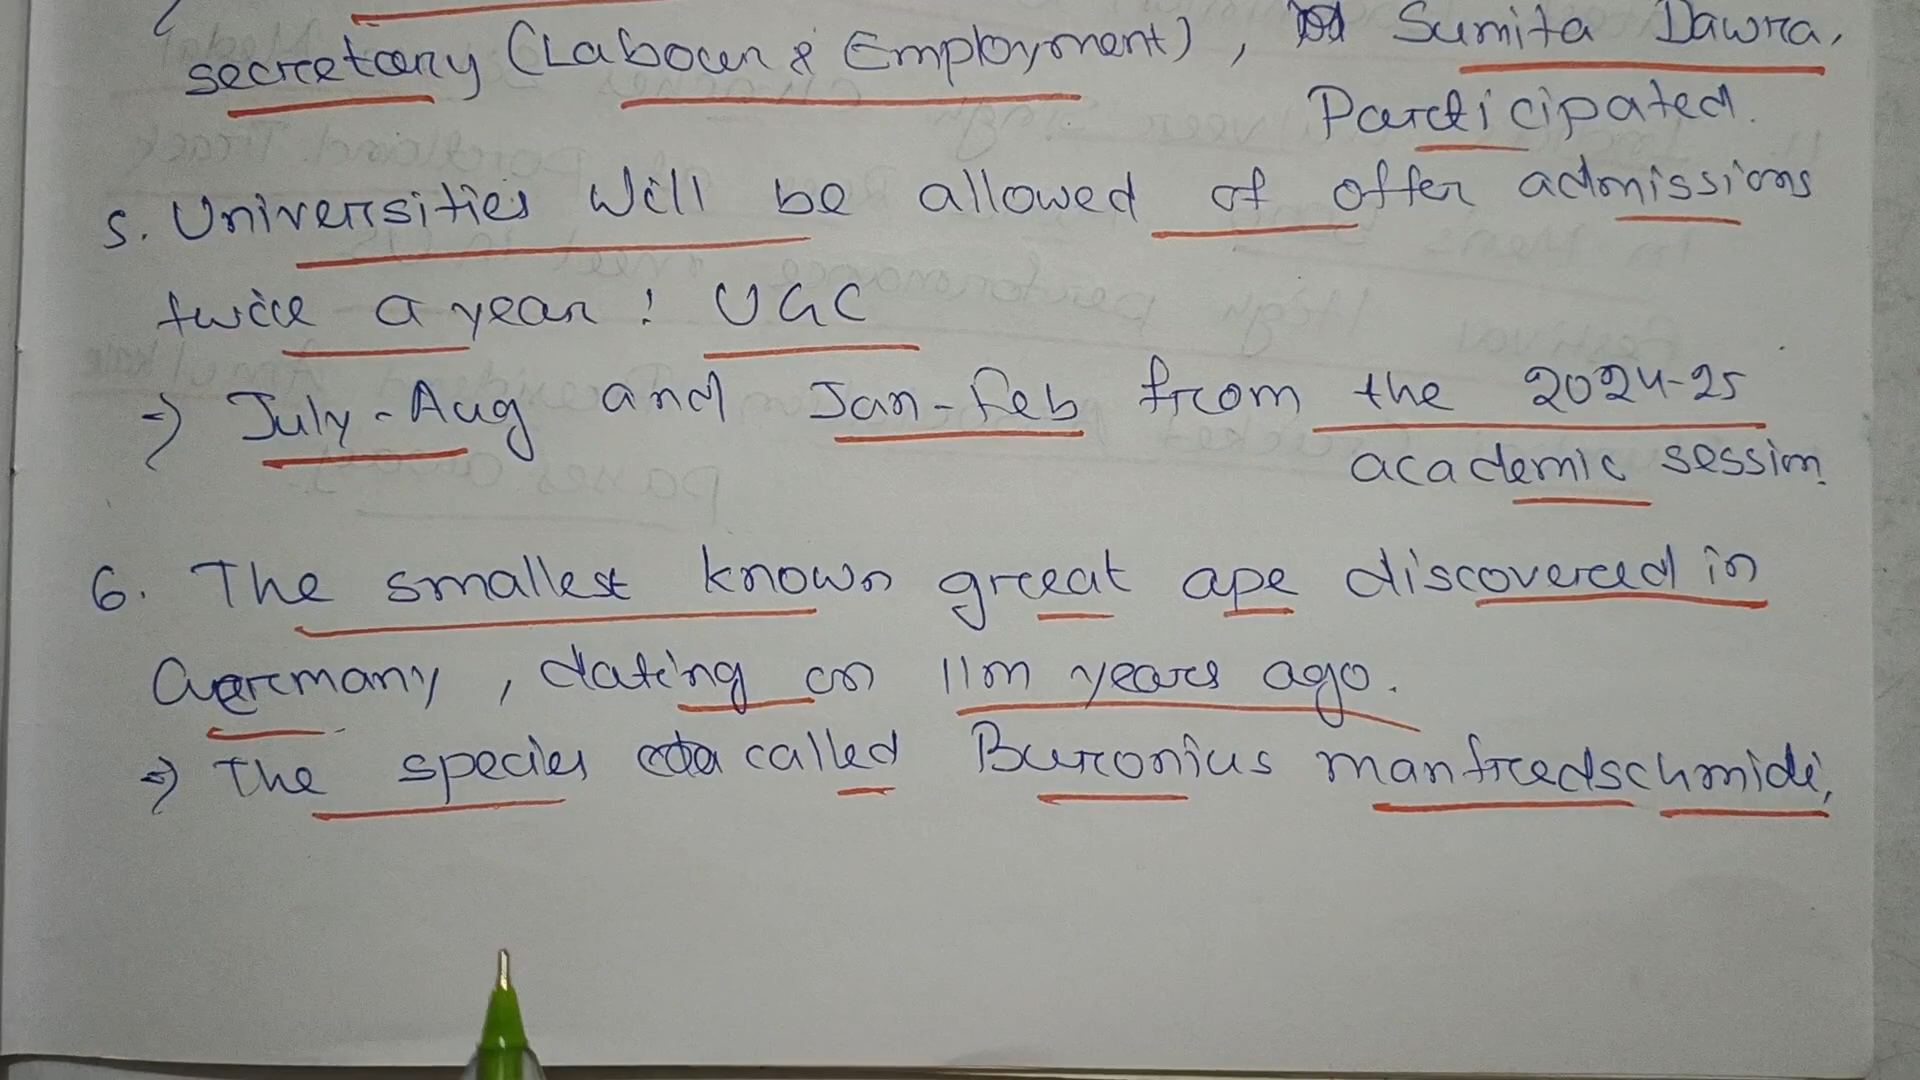 secretary (Labour & Employment), Sumita Dawra,
Participated.
5. Universities will be allowed of offer admissions
twice a year : UGC
⇒ July-Aug and Jan-Feb from the 2024-25
academic session.
6. The smallest known great ape discovered in
Germany, dating on 11m years ago.
⇒ The species called Buronius manfredschmidi,